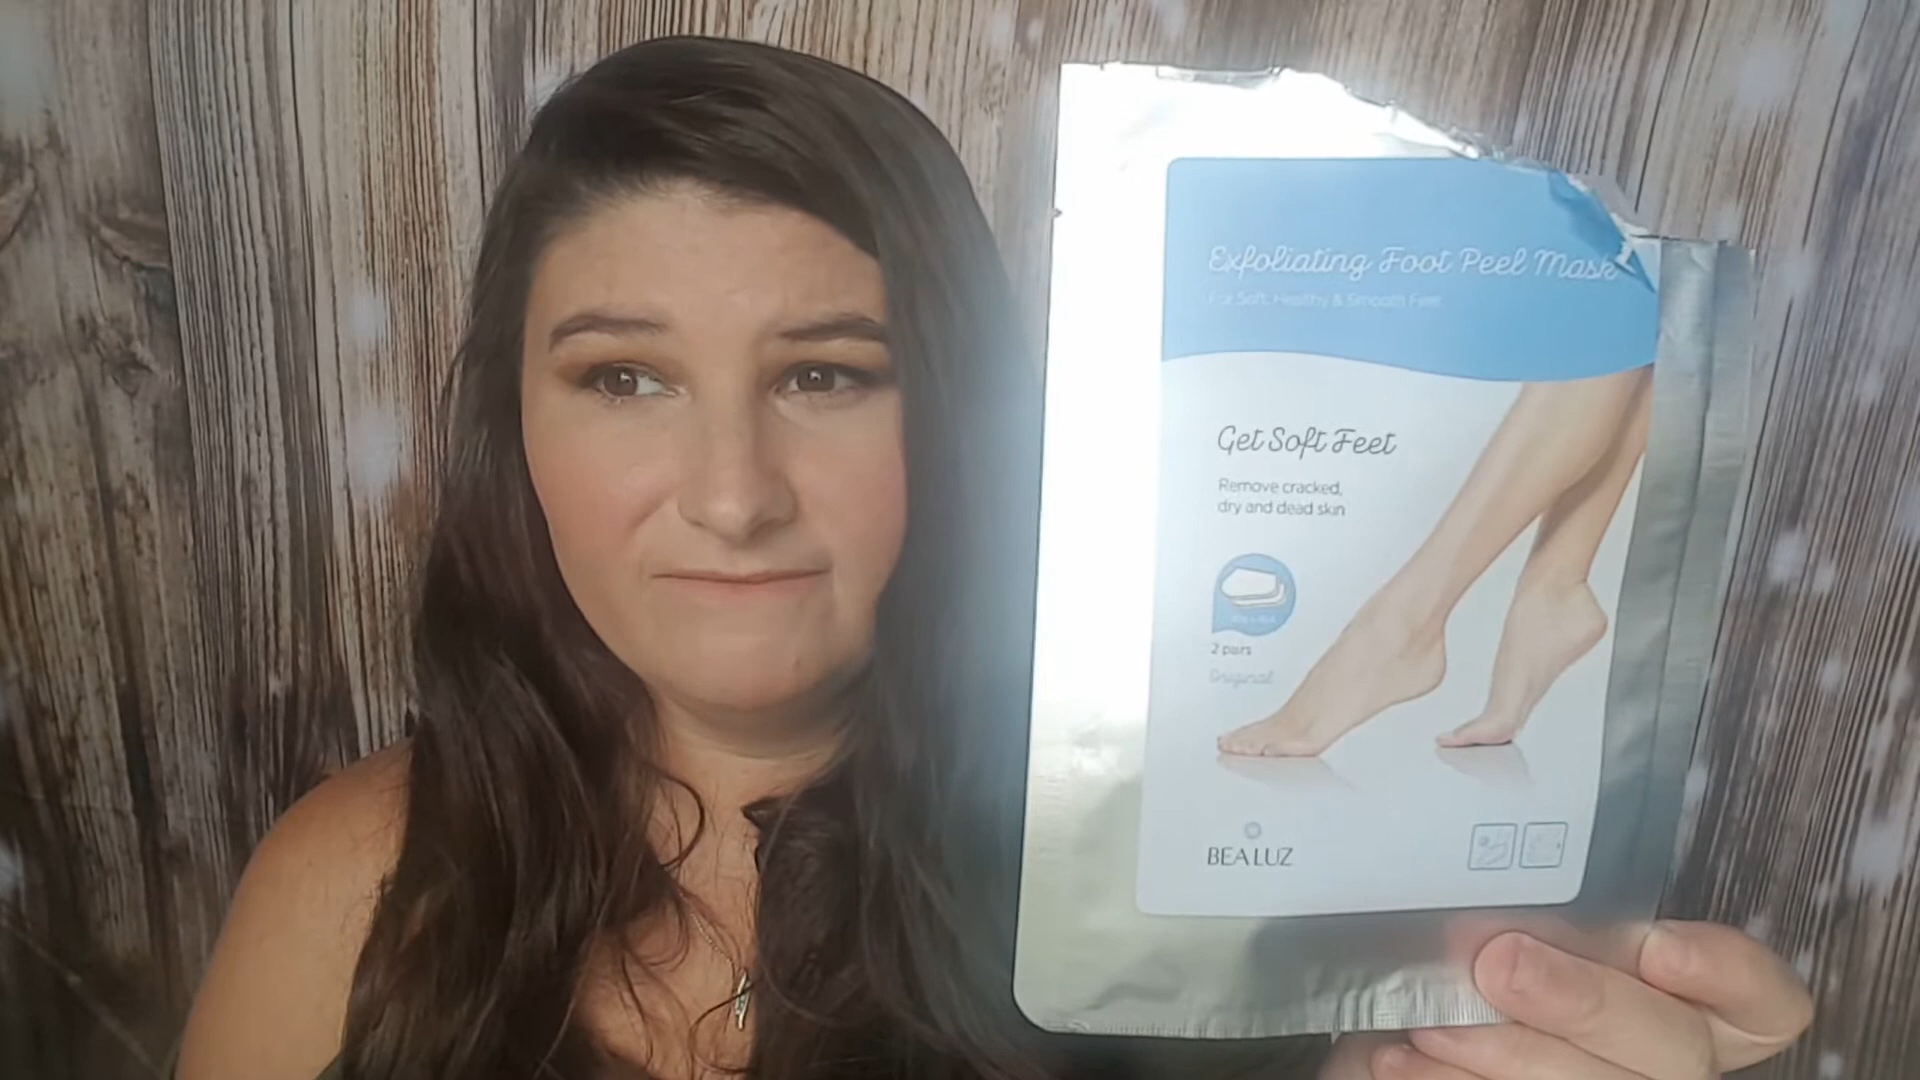 Exfoliating Foot Peel Mask
For Soft, Healthy & Smooth Feet
Get Soft Feet
Remove cracked,
dry and dead skin
2 pairs
Original
BEA LUZ